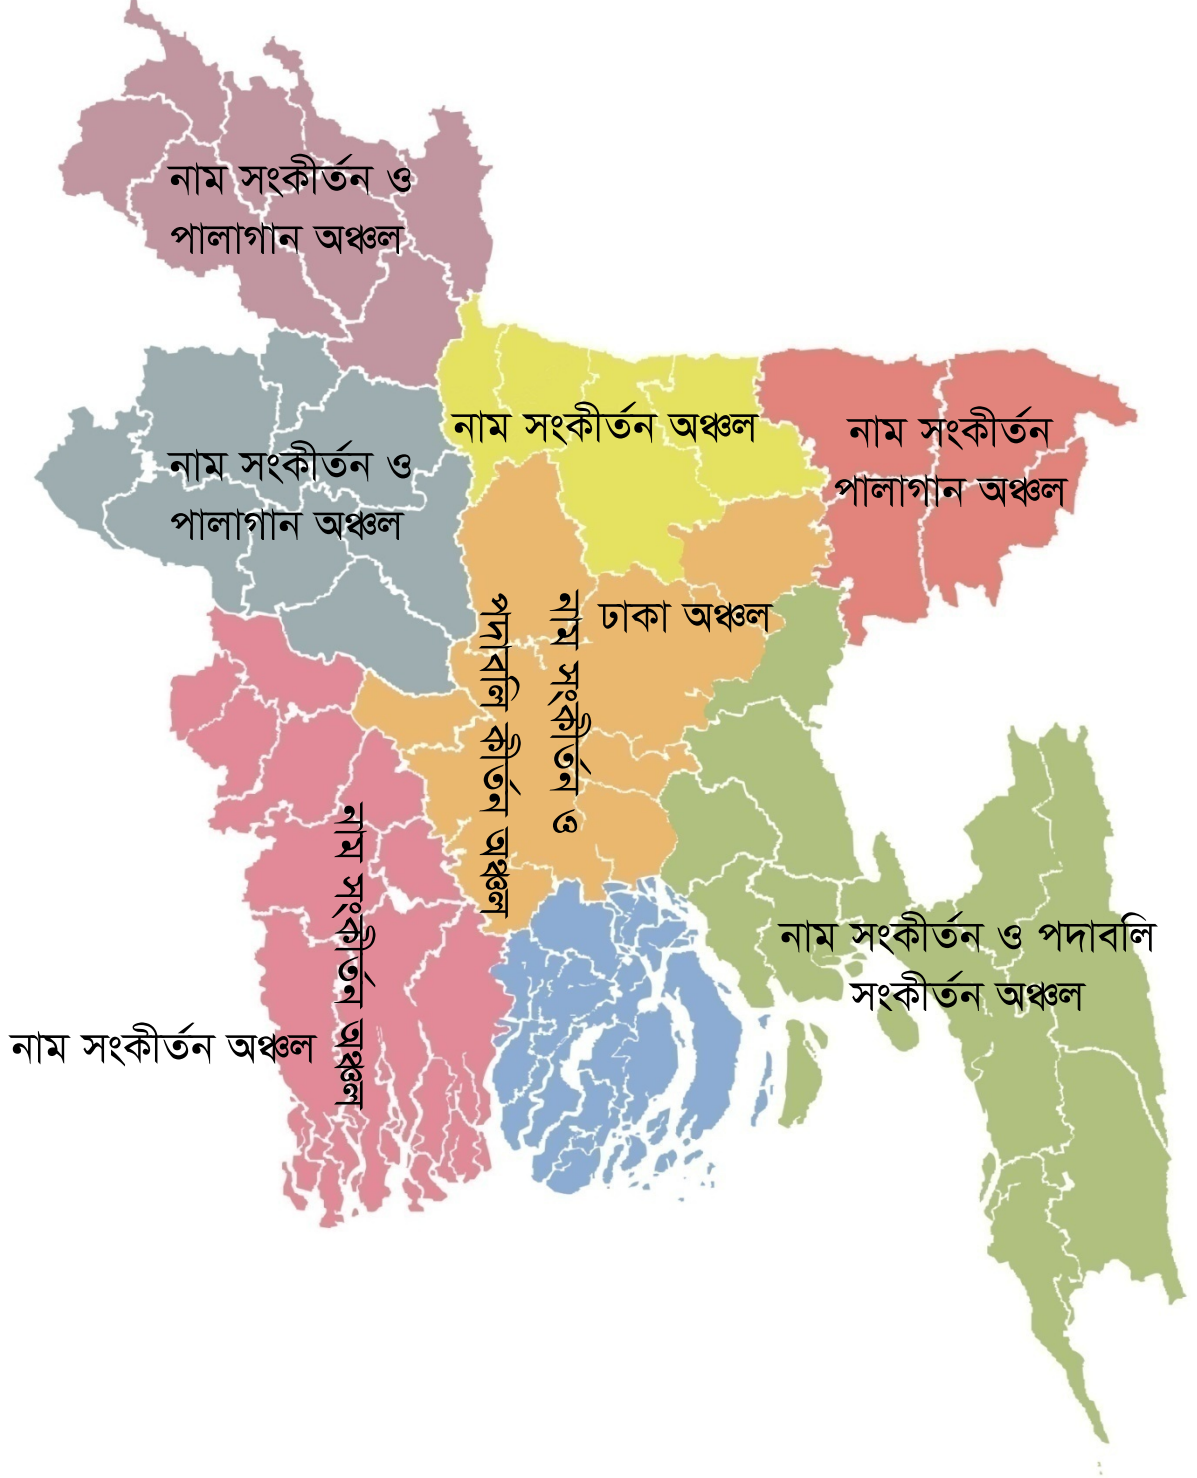 নাম সংকীর্তন ও
পালাগান অঞ্চল
নাম সংকীর্তন অঞ্চল
নাম সংকীর্তন
পালাগান অঞ্চল
নাম সংকীর্তন ও
পালাগান অঞ্চল
ঢাকা অঞ্চল
নাম সংকীর্তন ও
পদাবলি কীর্তন অঞ্চল
নাম সংকীর্তন অঞ্চল
নাম সংকীর্তন ও পদাবলি
সংকীর্তন অঞ্চল
নাম সংকীর্তন অঞ্চল